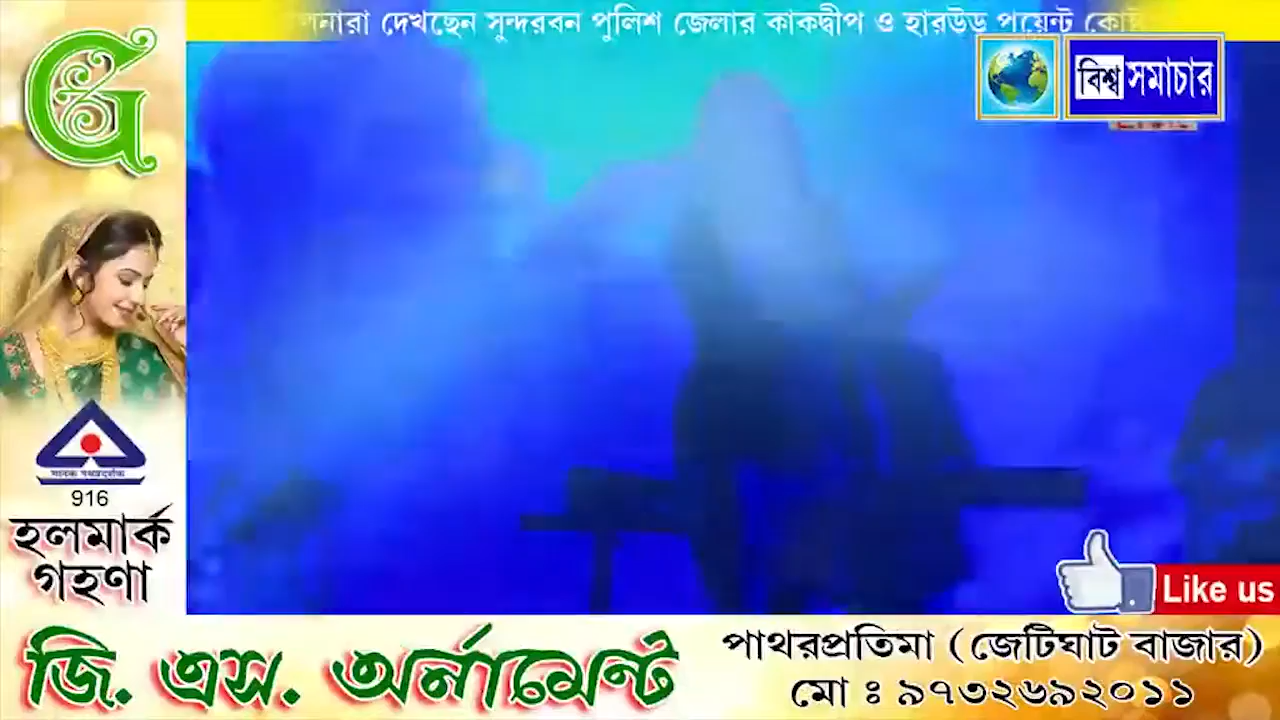 দেখছেন সুন্দরবন পুলিশ জেলার কাকদ্বীপ ও হারউড পয়েন্ট
বিশ্ব সমাচার
G
916
হলমার্ক
গহণা
Like us
জি. এস. অর্নামেন্ট
পাথরপ্রতিমা (জেটিঘাট বাজার)
মো ঃ ৯৭৩২৬৯২০১১